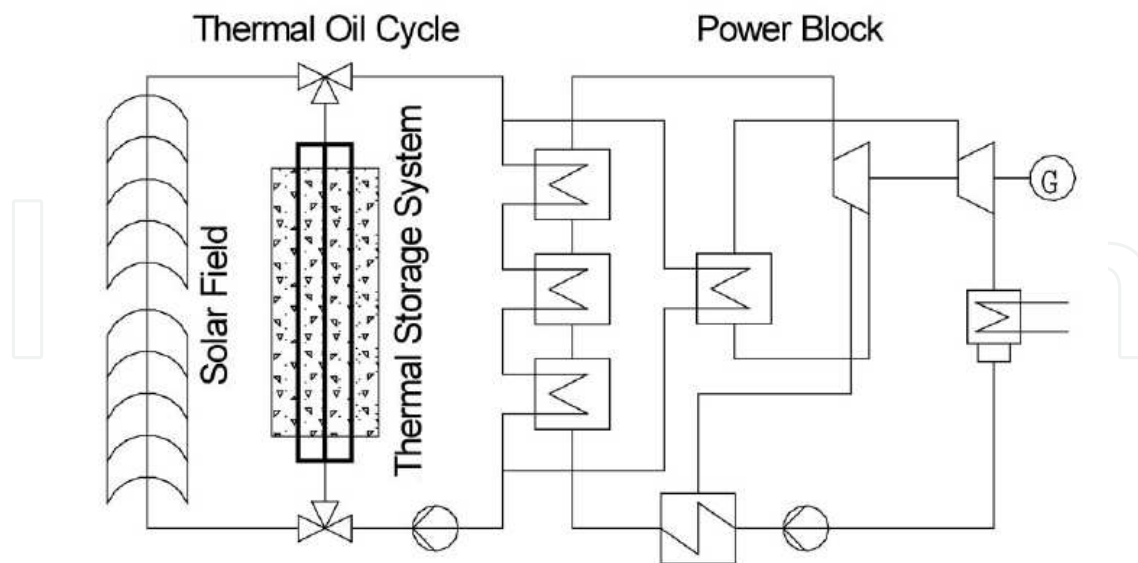 Thermal Oil Cycle
Power Block
Solar Field
Thermal Storage System
G